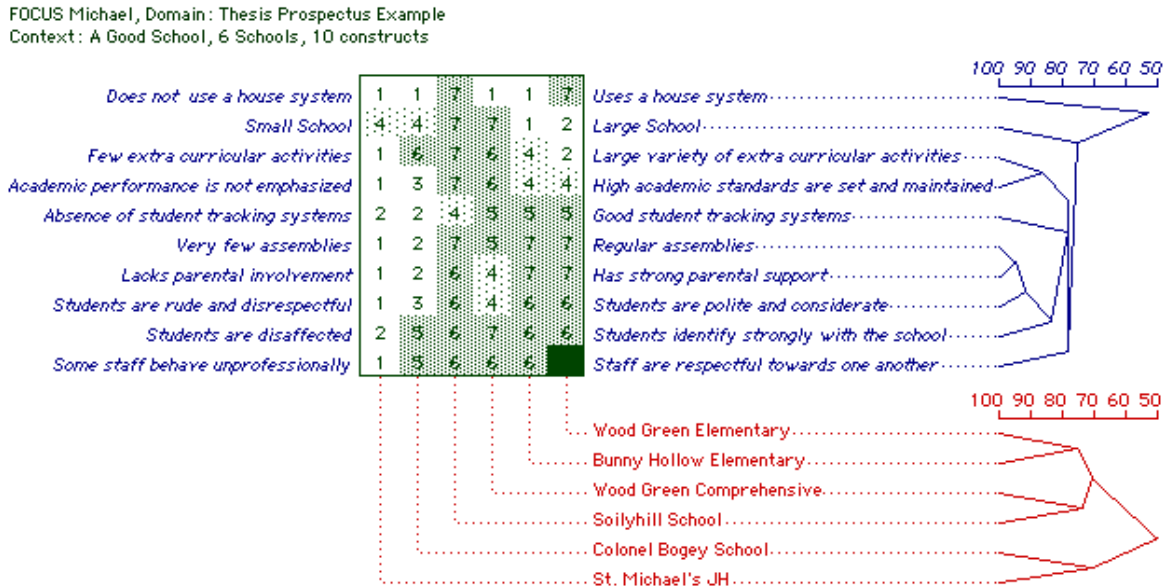 FOCUS Michael, Domain: Thesis Prospectus Example
Context: A Good School, 6 Schools, 10 constructs
100 90 80 70 60 50
Does not use a house system 1 1 7 1 1 7 Uses a house system
Small School 4 4 7 7 1 2 Large School
Few extra curricular activities 1 6 7 6 4 2 Large variety of extra curricular activities
Academic performance is not emphasized 1 3 7 6 4 4 High academic standards are set and maintained
Absence of student tracking systems 2 2 4 5 5 5 Good student tracking systems
Very few assemblies 1 2 7 5 7 7 Regular assemblies
Lacks parental involvement 1 2 6 4 7 7 Has strong parental support
Students are rude and disrespectful 1 3 6 4 6 6 Students are polite and considerate
Students are disaffected 2 5 6 7 6 6 Students identify strongly with the school
Some staff behave unprofessionally 1 5 6 6 6 Staff are respectful towards one another
100 90 80 70 60 50
Wood Green Elementary
Bunny Hollow Elementary
Wood Green Comprehensive
Soilyhill School
Colonel Bogey School
St. Michael's JH